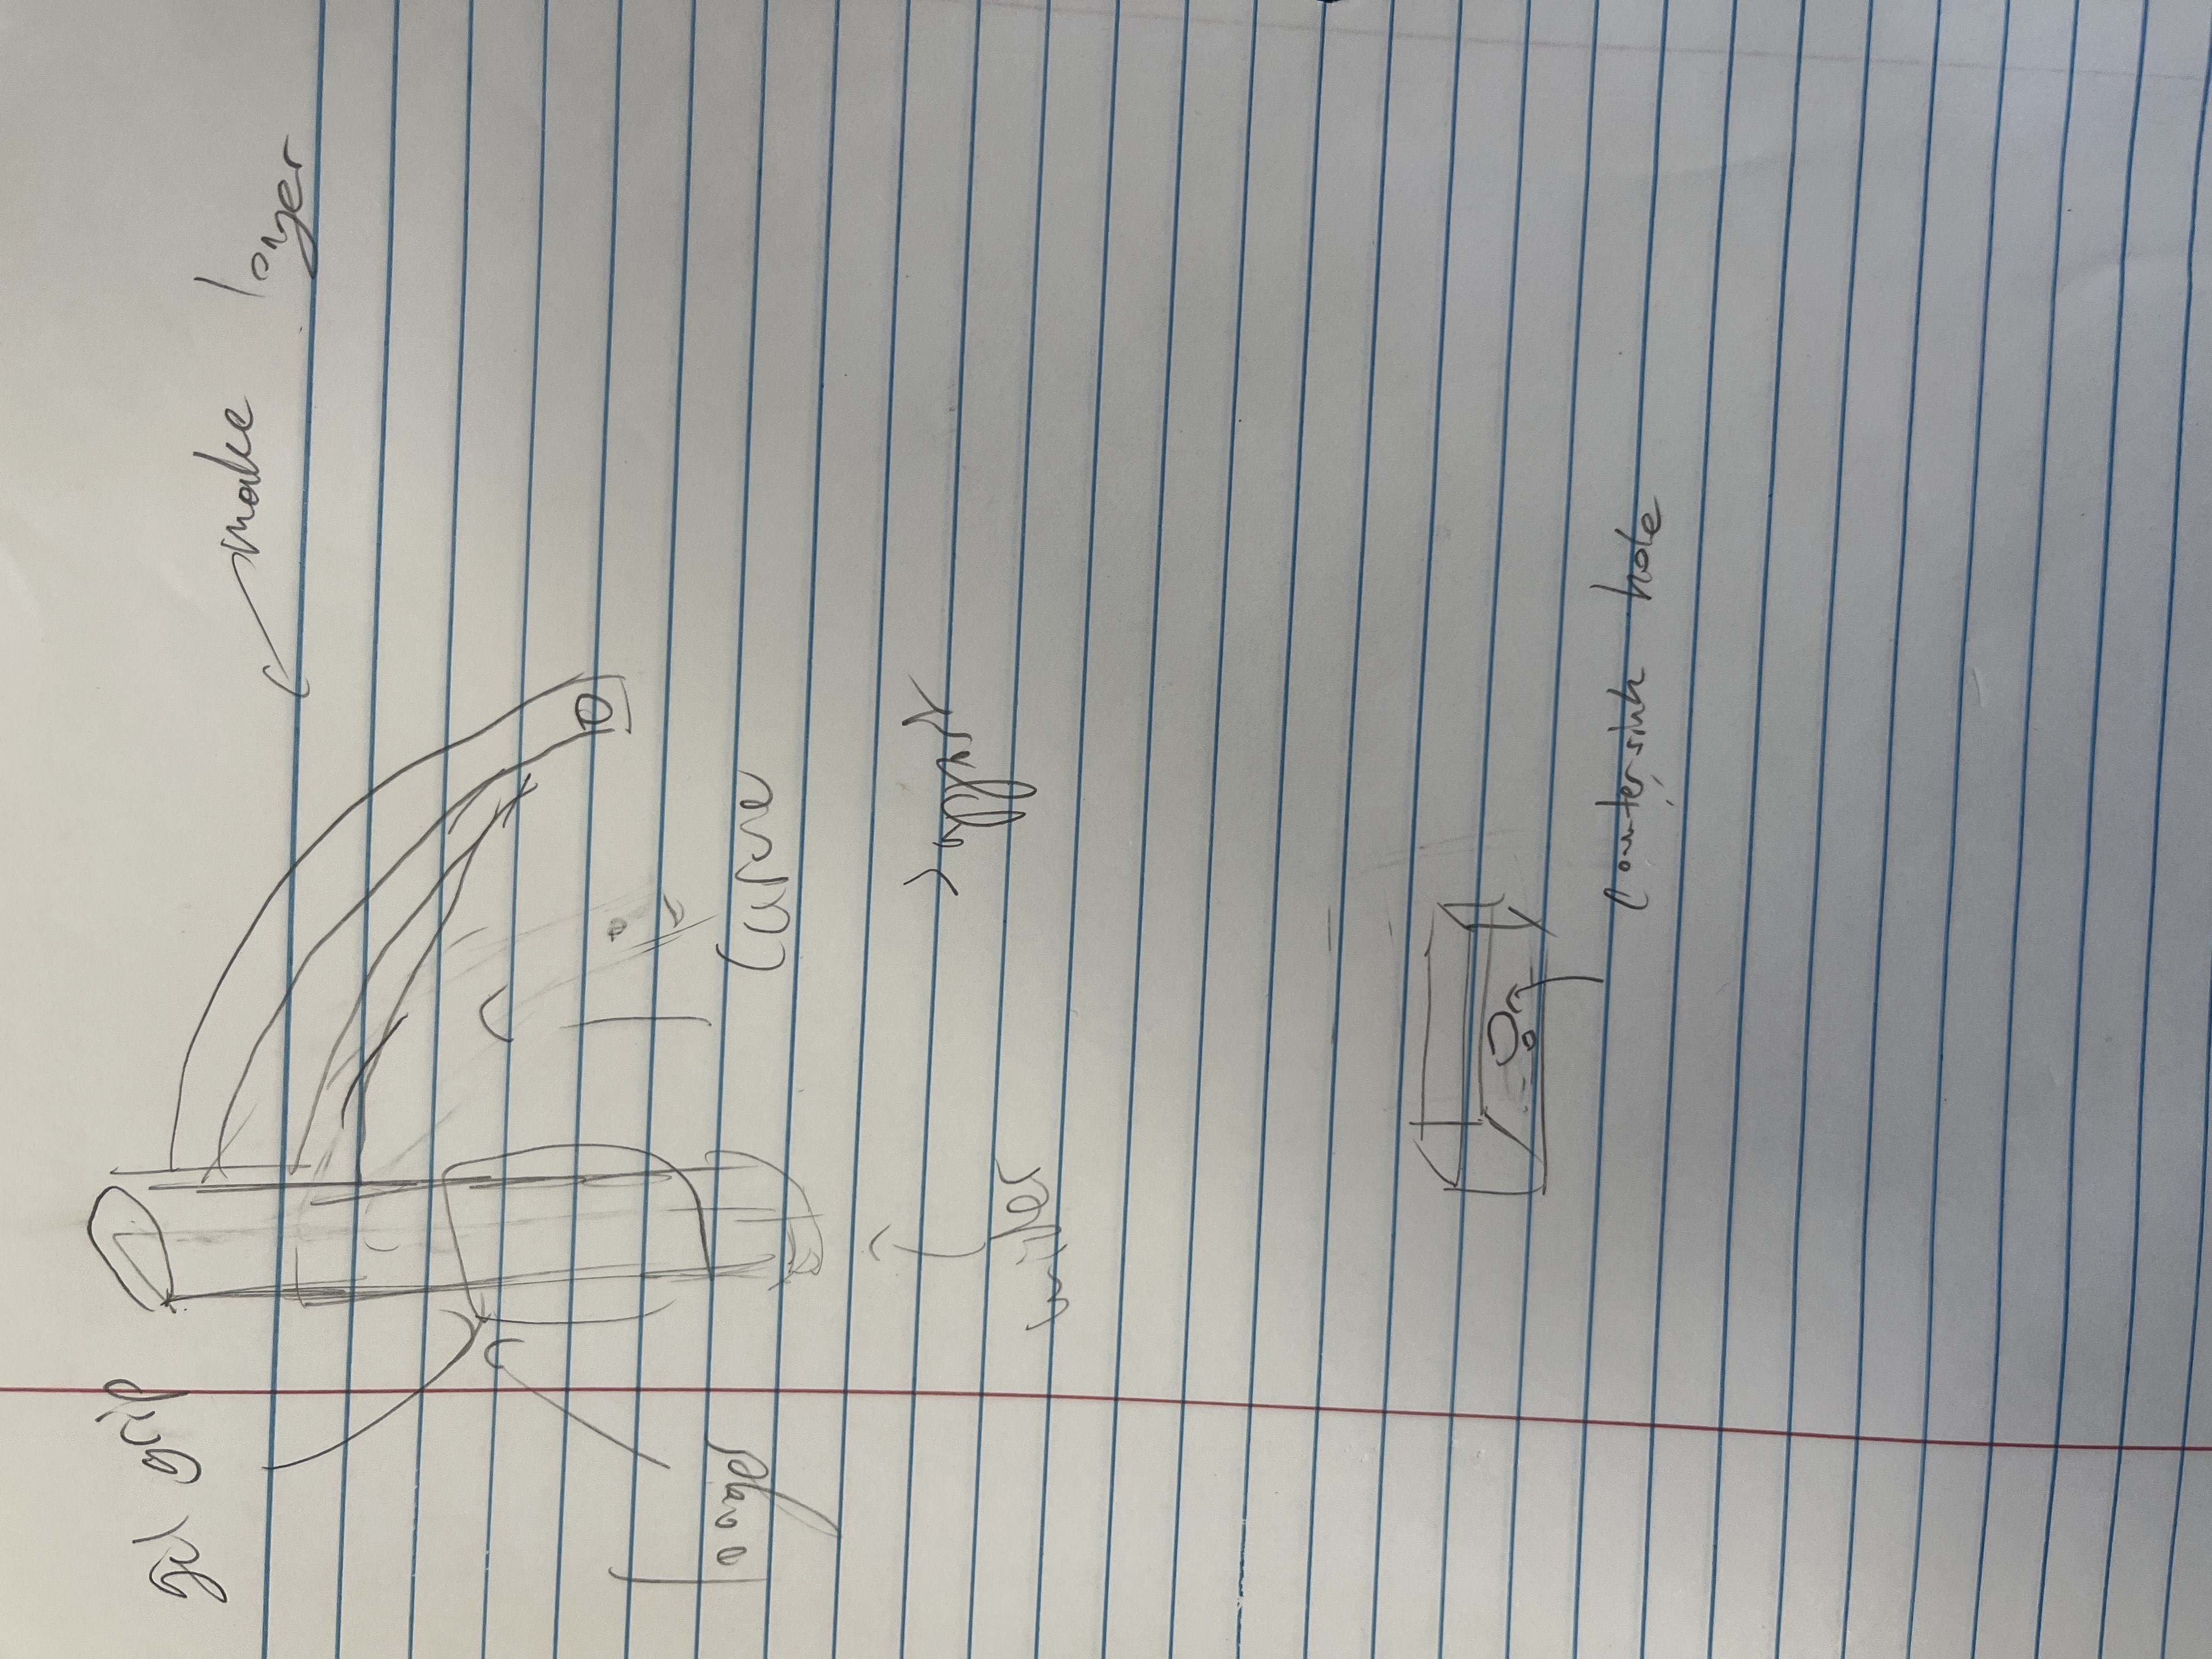 gel grip
make longer
longer
curve
support
wider
countersink hole